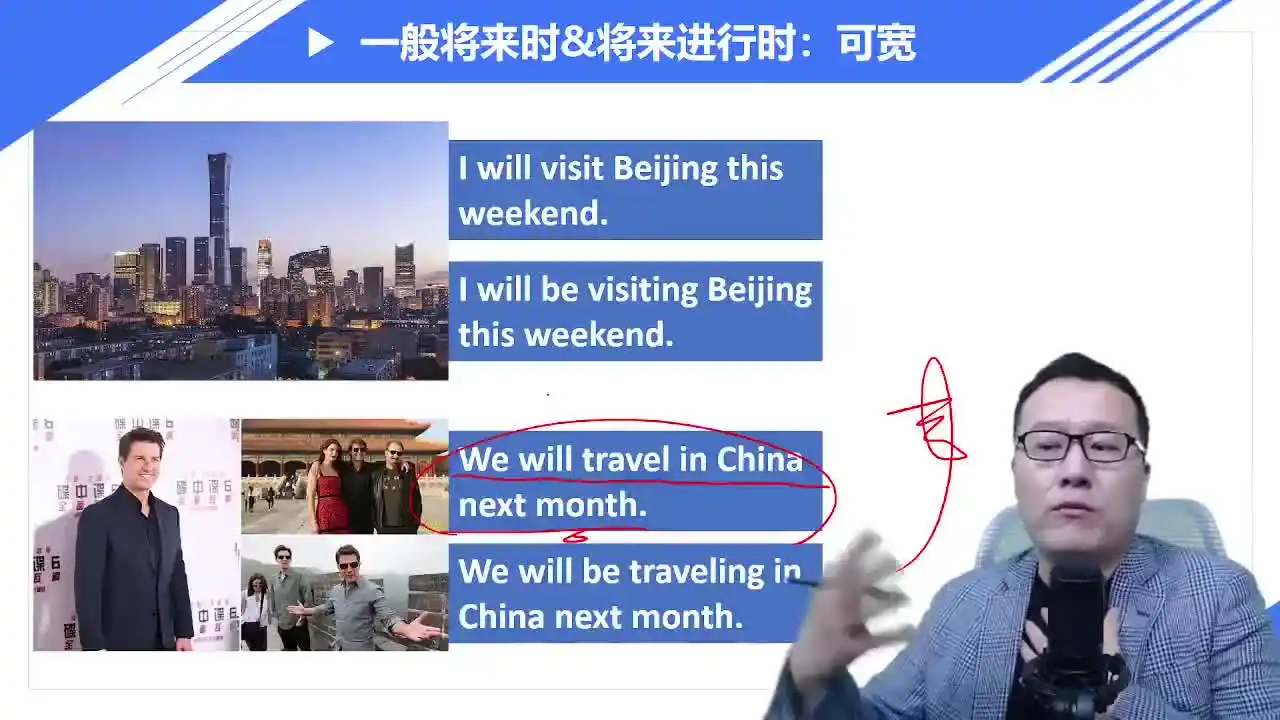 一般将来时&将来进行时：可宽
I will visit Beijing this
weekend.
I will be visiting Beijing
this weekend.
We will travel in China
next month.
We will be traveling in
China next month.